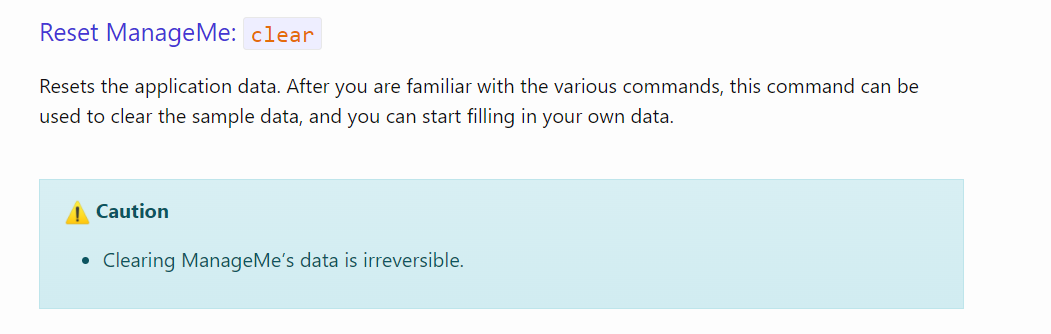 Reset ManageMe: clear
Resets the application data. After you are familiar with the various commands, this command can be
used to clear the sample data, and you can start filling in your own data.
⚠️ Caution
• Clearing ManageMe’s data is irreversible.